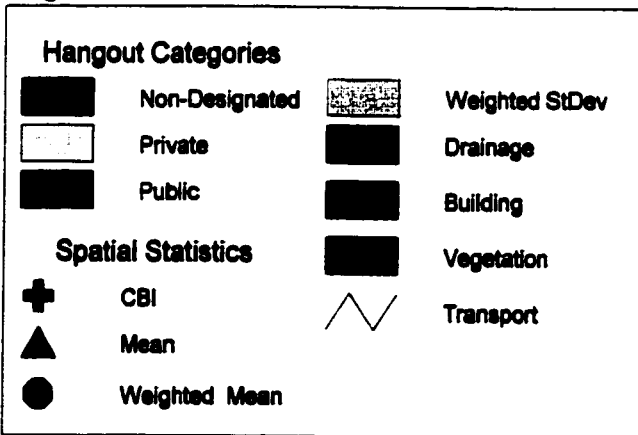 Hangout Categories
Non-Designated
Private
Public
Spatial Statistics
CBI
Mean
Weighted Mean
Weighted StDev
Drainage
Building
Vegetation
Transport